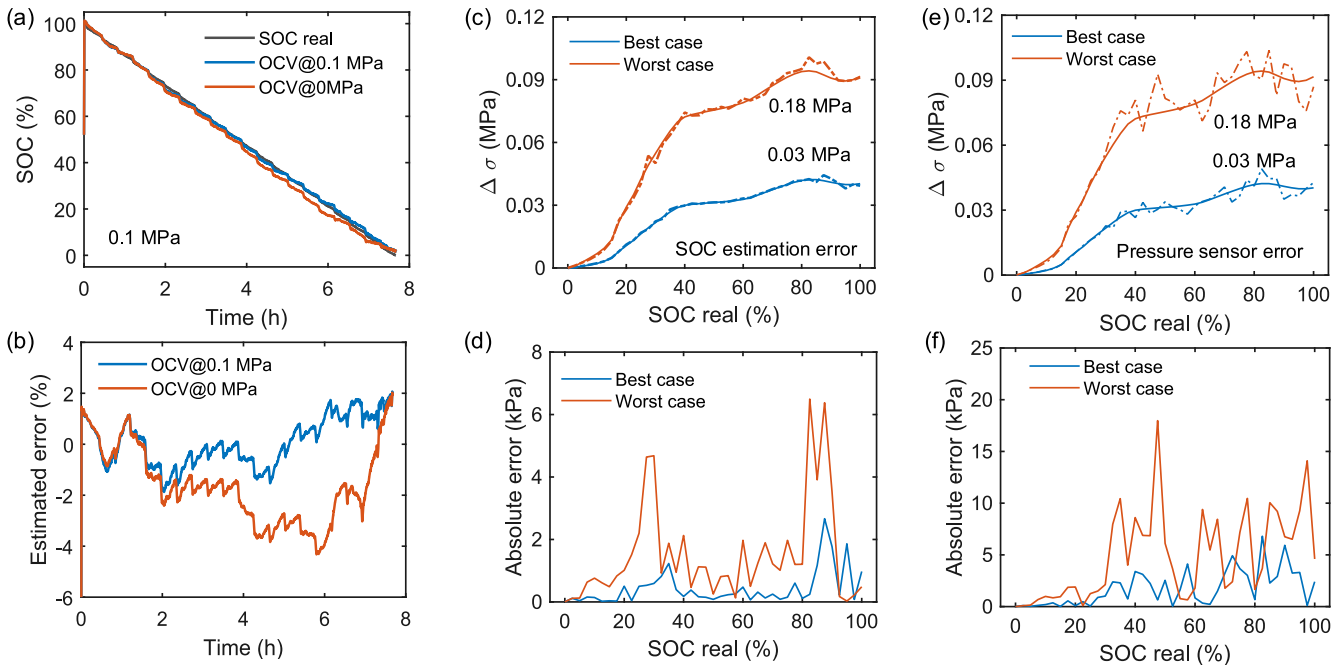 (a)
100
80
60
40
20
0
SOC (%)
SOC real
OCV@0.1 MPa
OCV@0MPa
0.1 MPa
0
2
4
6
8
Time (h)
(b)
4
2
0
-2
-4
-6
Estimated error (%)
OCV@0.1 MPa
OCV@0 MPa
0
2
4
6
8
Time (h)
(c)
0.12
0.09
0.06
0.03
0
Δ σ (MPa)
Best case
Worst case
0.18 MPa
0.03 MPa
SOC estimation error
0
20
40
60
80
100
SOC real (%)
(d)
8
6
4
2
0
Absolute error (kPa)
Best case
Worst case
0
20
40
60
80
100
SOC real (%)
(e)
0.12
0.09
0.06
0.03
0
Δ σ (MPa)
Best case
Worst case
0.18 MPa
0.03 MPa
Pressure sensor error
0
20
40
60
80
100
SOC real (%)
(f)
25
20
15
10
5
0
Absolute error (kPa)
Best case
Worst case
0
20
40
60
80
100
SOC real (%)